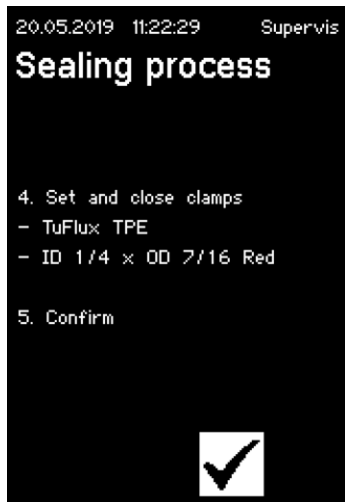 20.05.2019 11:22:29 Supervis
Sealing process
4. Set and close clamps
- TuFlux TPE
- ID 1/4 x OD 7/16 Red
5. Confirm